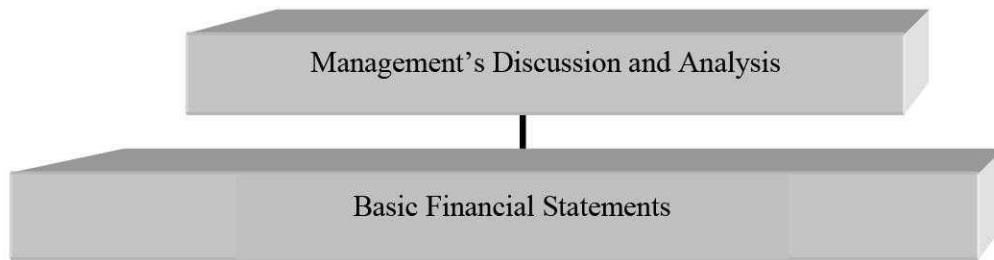 Management’s Discussion and Analysis
Basic Financial Statements